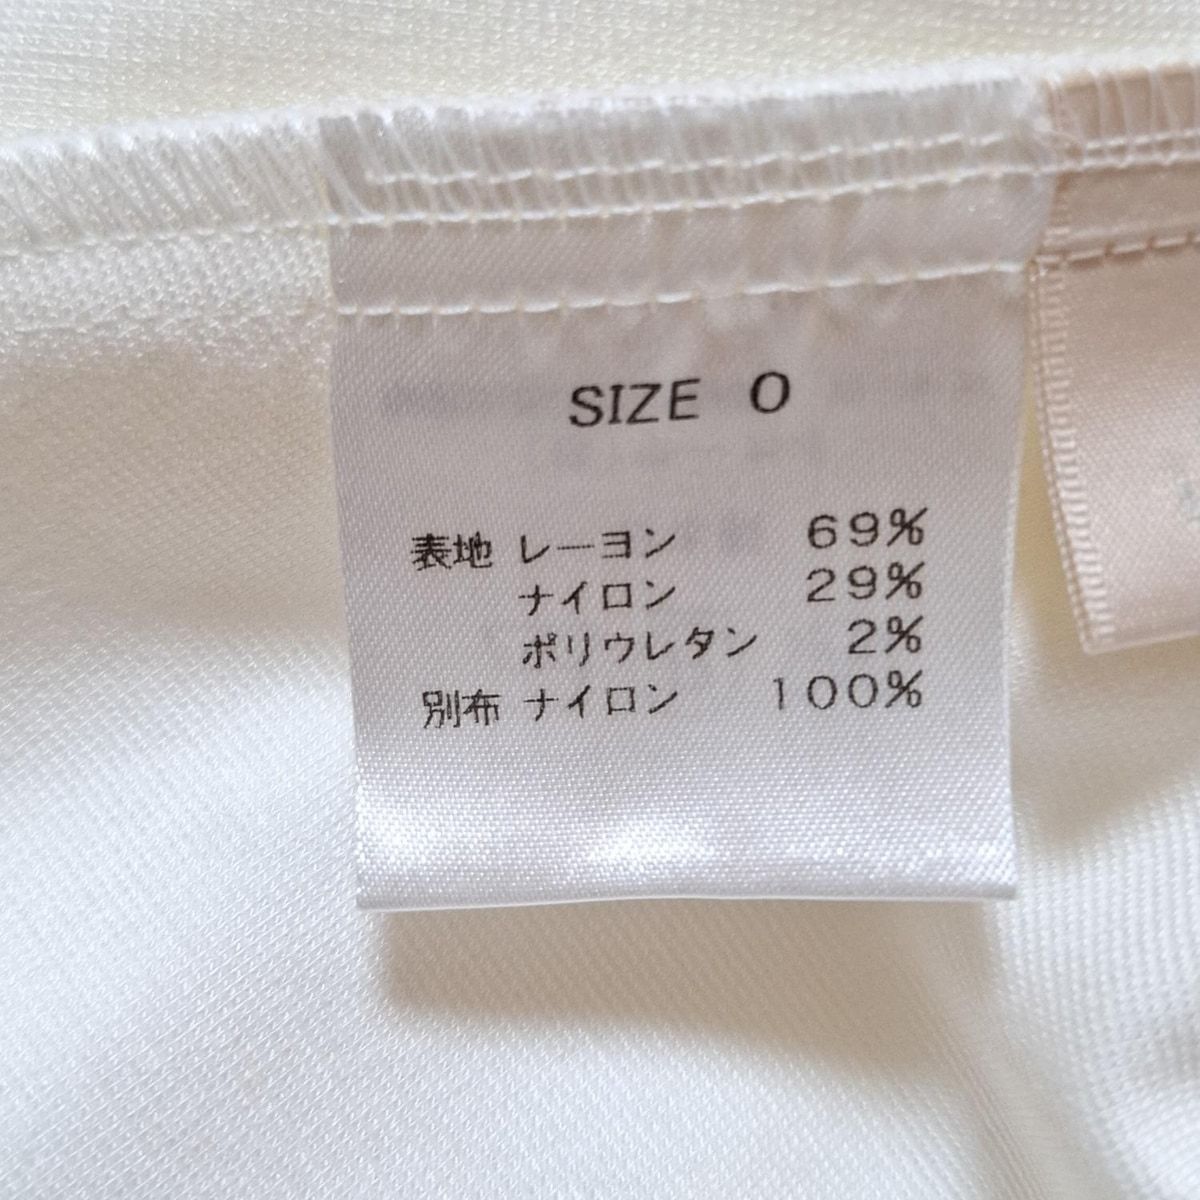 SIZE 0
表地 レーヨン 69%
ナイロン 29%
ポリウレタン 2%
別布 ナイロン 100%